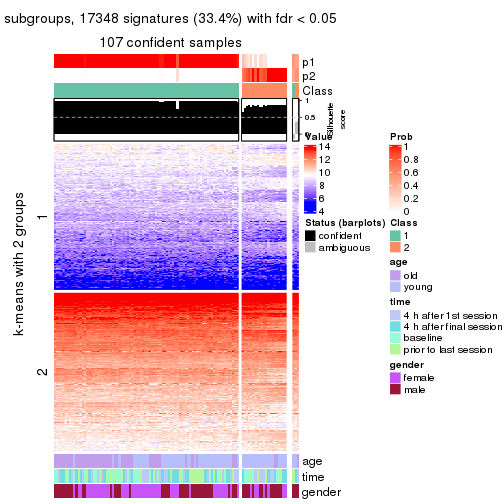 subgroups, 17348 signatures (33.4%) with fdr < 0.05
107 confident samples
p1
p2
Class
1
0.5
0
Silhouette
score
k-means with 2 groups
1
2
age
time
gender
Value
14
12
10
8
6
4
Status (barplots)
confident
ambiguous
Prob
1
0.8
0.6
0.4
0.2
0
Class
1
2
age
old
young
time
4 h after 1st session
4 h after final session
baseline
prior to last session
gender
female
male